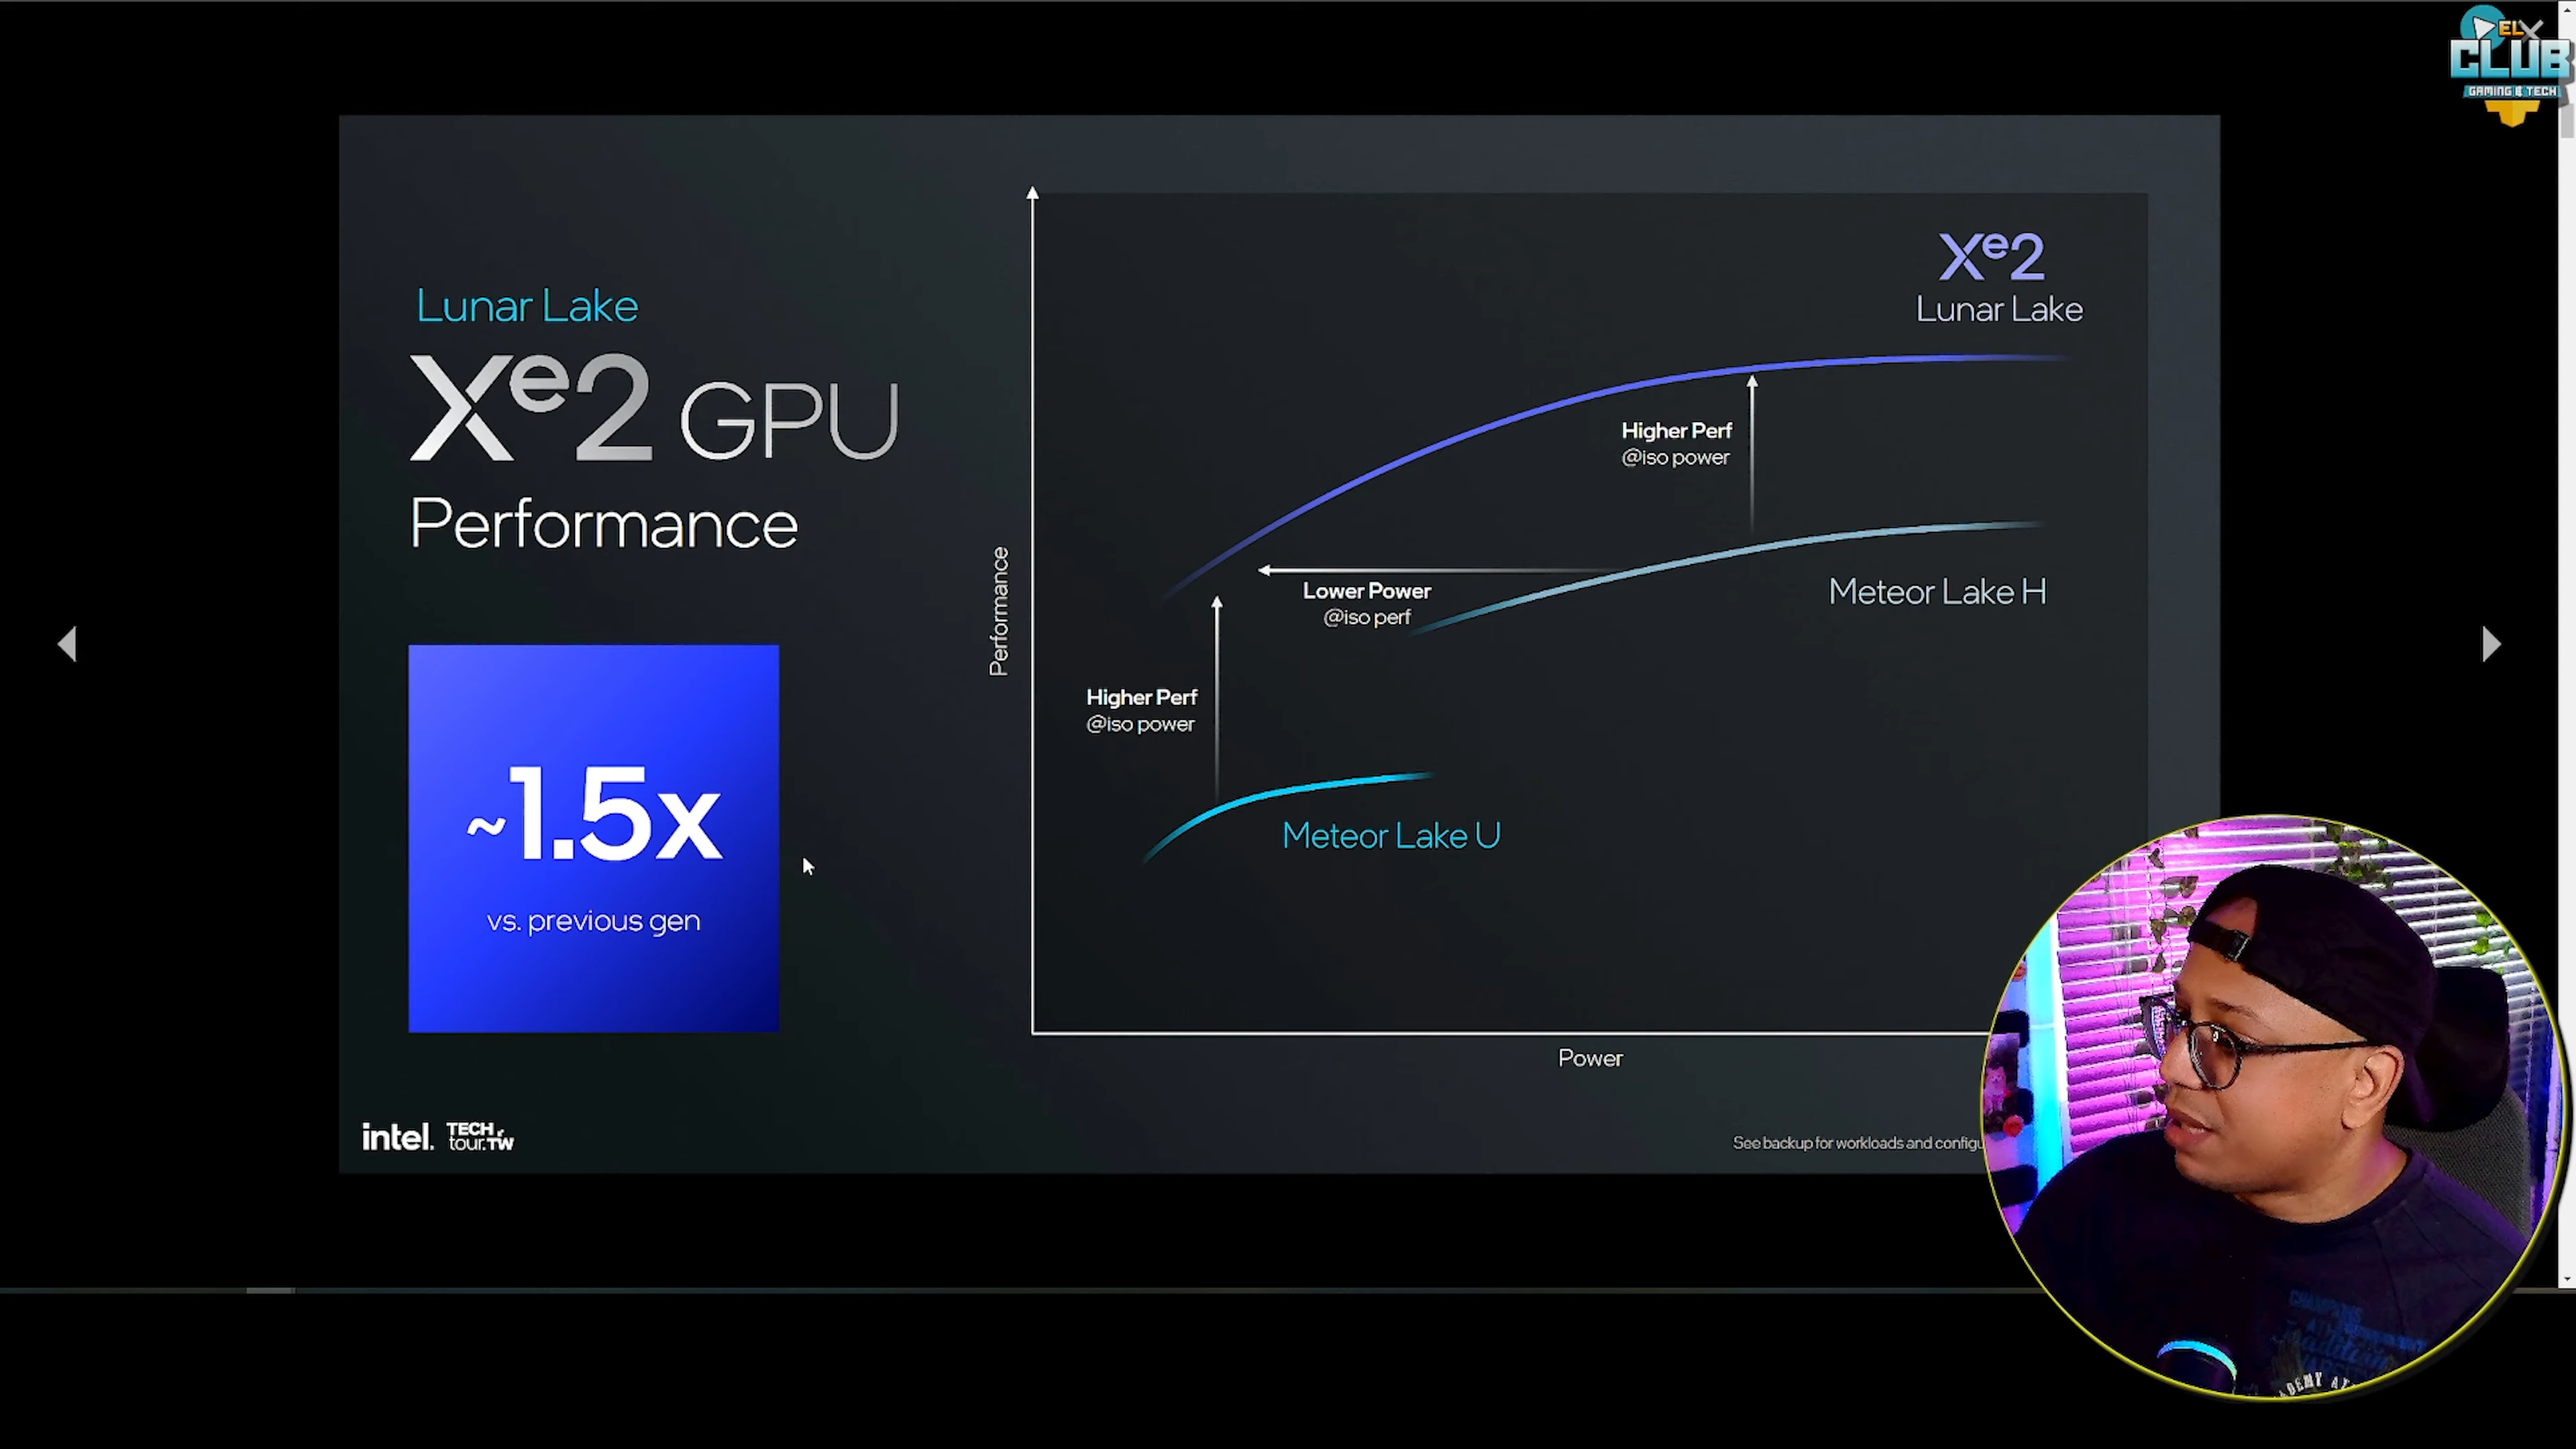 ELX
CLUB
GAMING & TECH
Lunar Lake
Xe2 GPU
Performance
~1.5x
vs. previous gen
Performance
Xe2
Lunar Lake
Higher Perf
@iso power
Lower Power
@iso perf
Meteor Lake H
Higher Perf
@iso power
Meteor Lake U
Power
intel. TECH
tour.TW
See backup for workloads and configu
CHAMPIONS